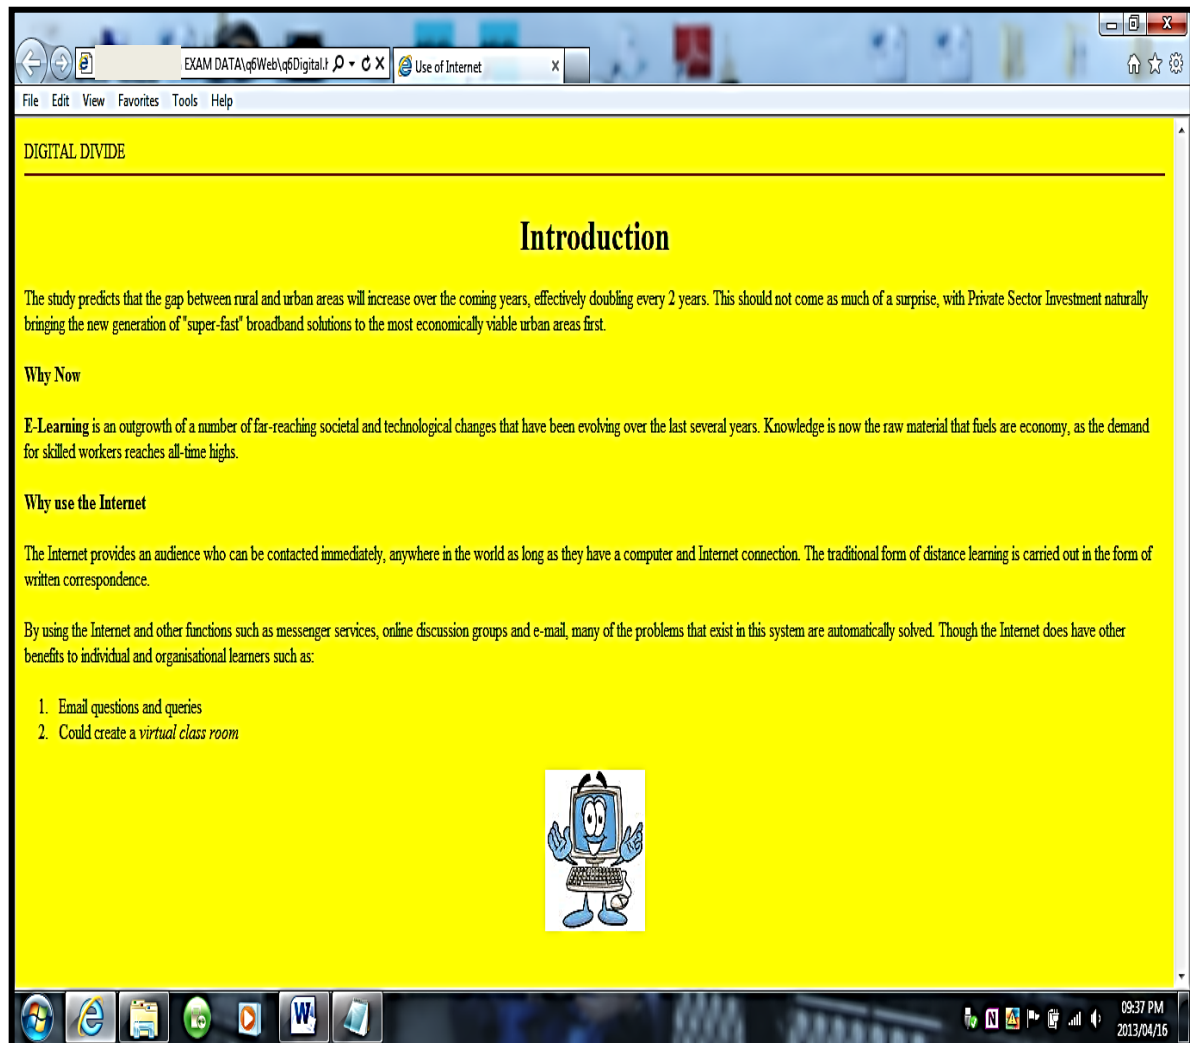 EXAM DATA\q6Web\q6Digital.h
Use of Internet
File Edit View Favorites Tools Help
DIGITAL DIVIDE
Introduction
The study predicts that the gap between rural and urban areas will increase over the coming years, effectively doubling every 2 years. This should not come as much of a surprise, with Private Sector Investment naturally
bringing the new generation of "super-fast" broadband solutions to the most economically viable urban areas first.
Why Now
E-Learning is an outgrowth of a number of far-reaching societal and technological changes that have been evolving over the last several years. Knowledge is now the raw material that fuels are economy, as the demand
for skilled workers reaches all-time highs.
Why use the Internet
The Internet provides an audience who can be contacted immediately, anywhere in the world as long as they have a computer and Internet connection. The traditional form of distance learning is carried out in the form of
written correspondence.
By using the Internet and other functions such as messenger services, online discussion groups and e-mail, many of the problems that exist in this system are automatically solved. Though the Internet does have other
benefits to individual and organisational learners such as:
1. Email questions and queries
2. Could create a virtual class room
09:37 PM
2013/04/16